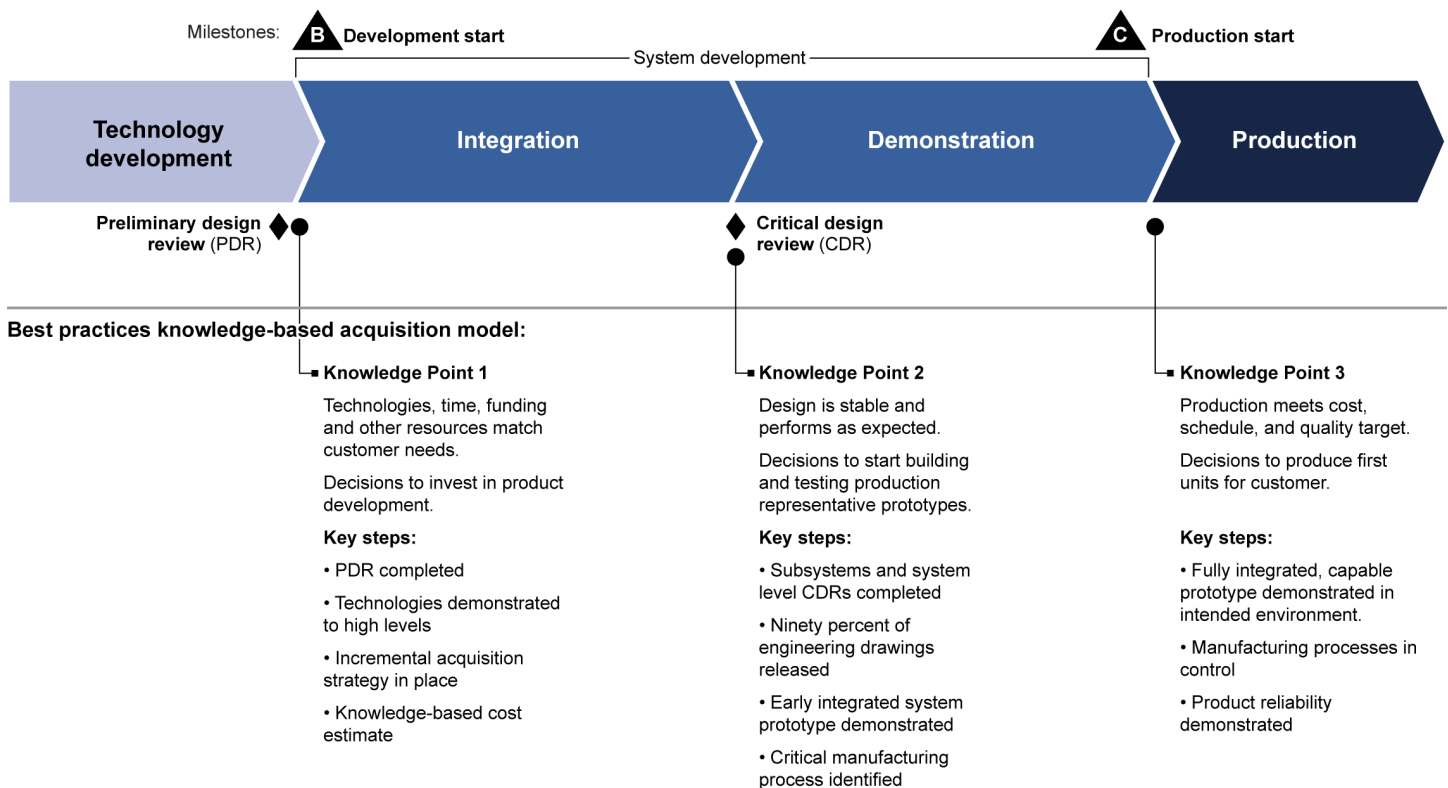 Milestones:
B
Development start
C
Production start
System development
Technology
development
Integration
Demonstration
Production
Preliminary design
review (PDR)
Critical design
review (CDR)
Best practices knowledge-based acquisition model:
Knowledge Point 1
Technologies, time, funding
and other resources match
customer needs.
Decisions to invest in product
development.
Key steps:
• PDR completed
• Technologies demonstrated
to high levels
• Incremental acquisition
strategy in place
• Knowledge-based cost
estimate
Knowledge Point 2
Design is stable and
performs as expected.
Decisions to start building
and testing production
representative prototypes.
Key steps:
• Subsystems and system
level CDRs completed
• Ninety percent of
engineering drawings
released
• Early integrated system
prototype demonstrated
• Critical manufacturing
process identified
Knowledge Point 3
Production meets cost,
schedule, and quality target.
Decisions to produce first
units for customer.
Key steps:
• Fully integrated, capable
prototype demonstrated in
intended environment.
• Manufacturing processes in
control
• Product reliability
demonstrated